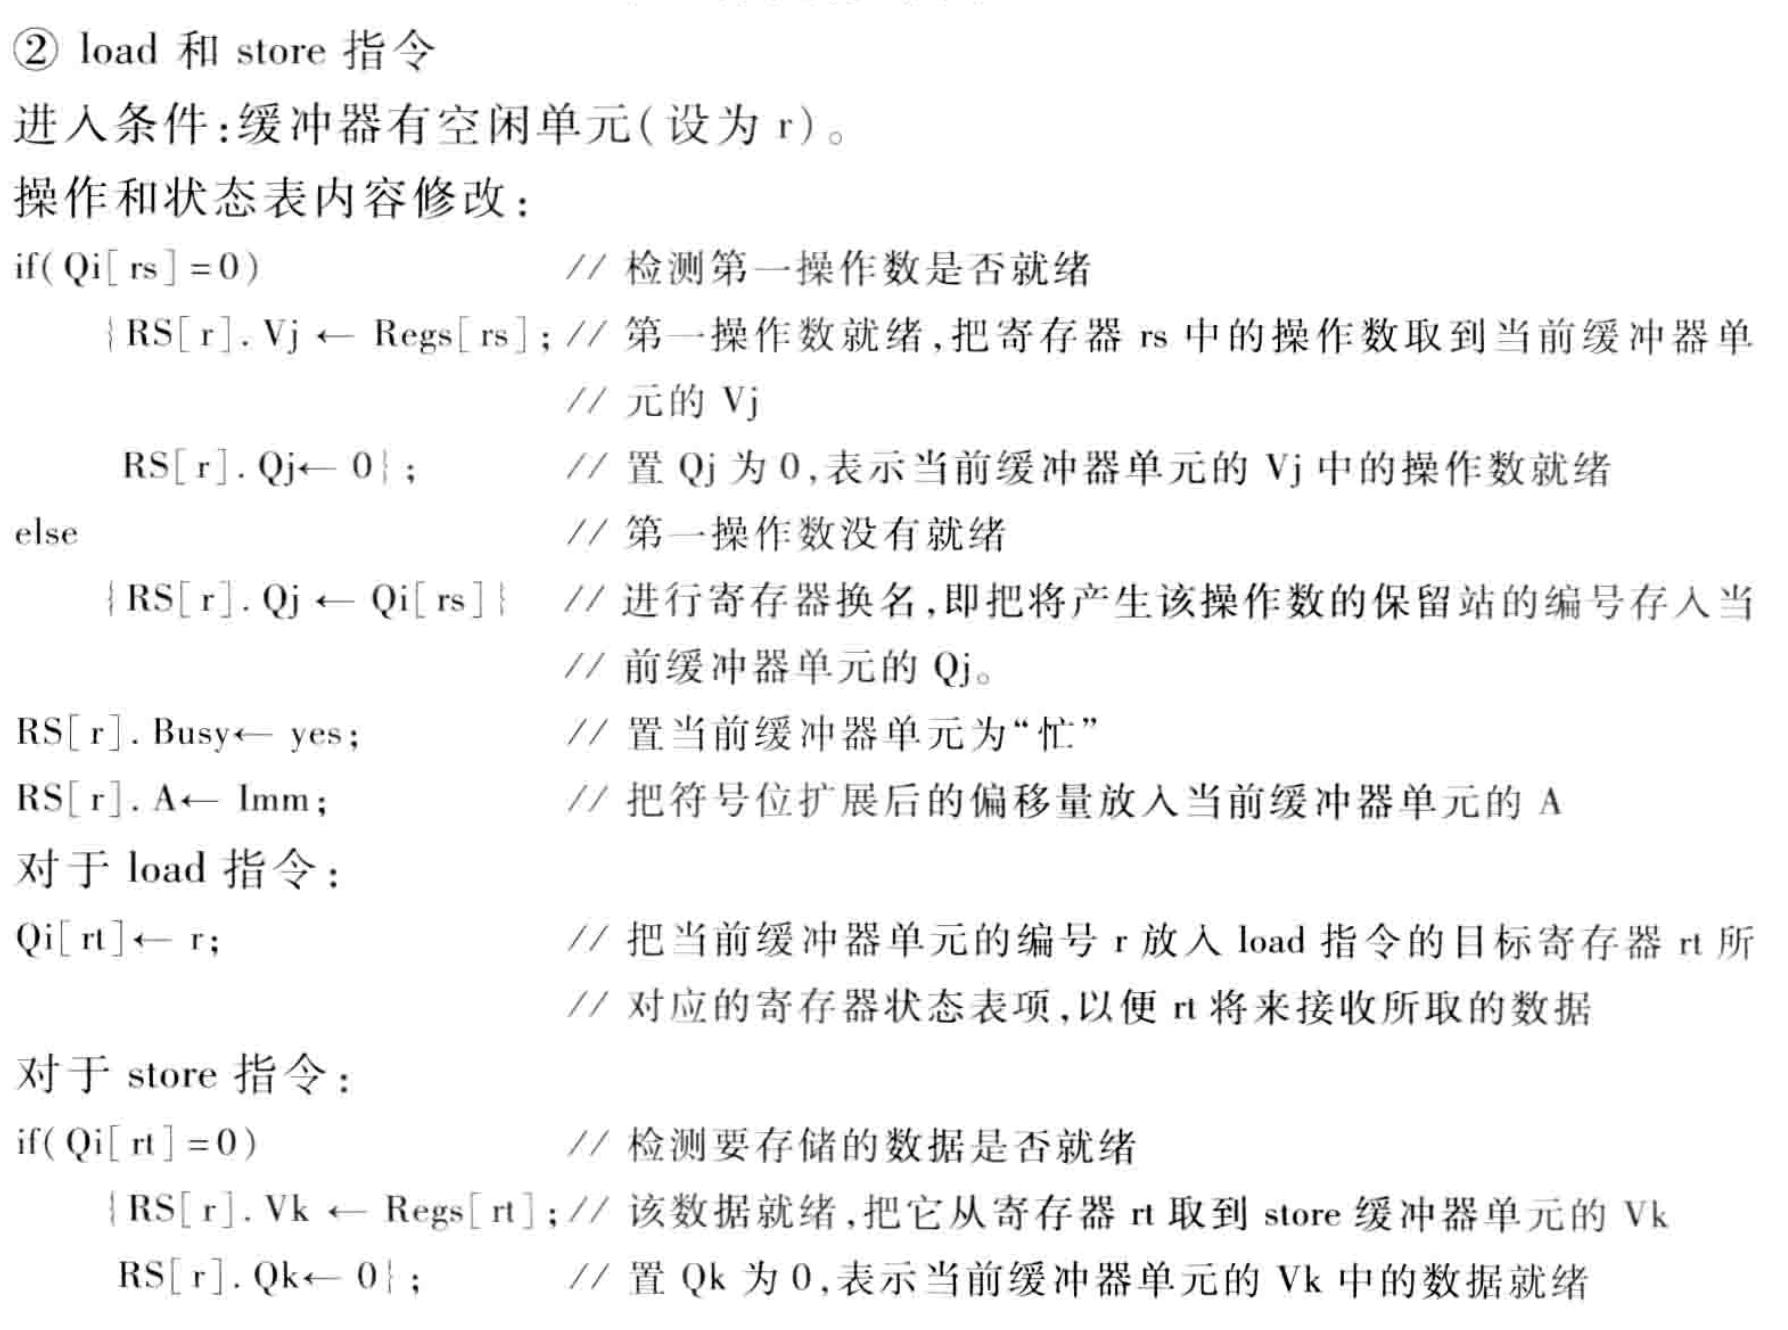 ② load 和 store 指令
进入条件:缓冲器有空闲单元(设为 r)。
操作和状态表内容修改:
if(Qi[rs]=0) // 检测第一操作数是否就绪
{RS[r].Vj ← Regs[rs]; // 第一操作数就绪,把寄存器 rs 中的操作数取到当前缓冲器单
// 元的 Vj
RS[r].Qj← 0}; // 置 Qj 为 0,表示当前缓冲器单元的 Vj 中的操作数就绪
else // 第一操作数没有就绪
{RS[r].Qj ← Qi[rs]} // 进行寄存器换名,即把将产生该操作数的保留站的编号存入当
// 前缓冲器单元的 Qj。
RS[r].Busy← yes; // 置当前缓冲器单元为“忙”
RS[r].A← Imm; // 把符号位扩展后的偏移量放入当前缓冲器单元的 A
对于 load 指令:
Qi[rt]← r; // 把当前缓冲器单元的编号 r 放入 load 指令的目标寄存器 rt 所
// 对应的寄存器状态表项,以便 rt 将来接收所取的数据
对于 store 指令:
if(Qi[rt]=0) // 检测要存储的数据是否就绪
{RS[r].Vk ← Regs[rt]; // 该数据就绪,把它从寄存器 rt 取到 store 缓冲器单元的 Vk
RS[r].Qk← 0}; // 置 Qk 为 0,表示当前缓冲器单元的 Vk 中的数据就绪